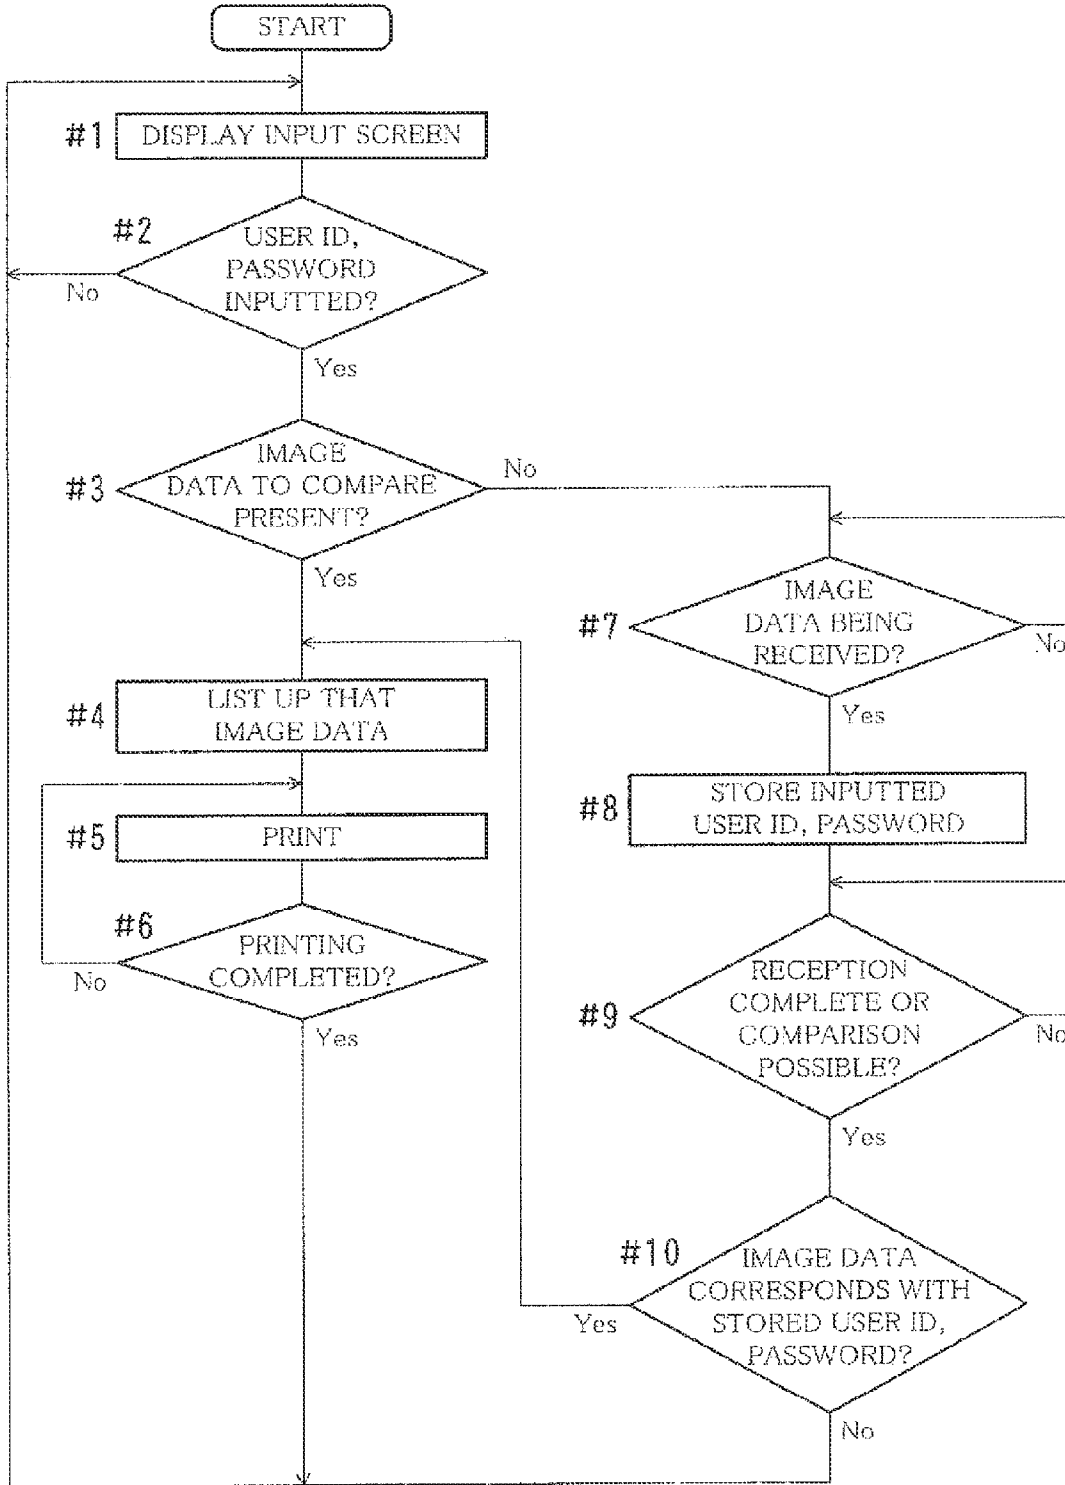 START
#1
DISPLAY INPUT SCREEN
#2
USER ID,
PASSWORD
INPUTTED?
No
Yes
#3
IMAGE
DATA TO COMPARE
PRESENT?
No
Yes
#4
LIST UP THAT
IMAGE DATA
#5
PRINT
#6
PRINTING
COMPLETED?
No
Yes
#7
IMAGE
DATA BEING
RECEIVED?
No
Yes
#8
STORE INPUTTED
USER ID, PASSWORD
#9
RECEPTION
COMPLETE OR
COMPARISON
POSSIBLE?
No
Yes
#10
IMAGE DATA
CORRESPONDS WITH
STORED USER ID,
PASSWORD?
Yes
No